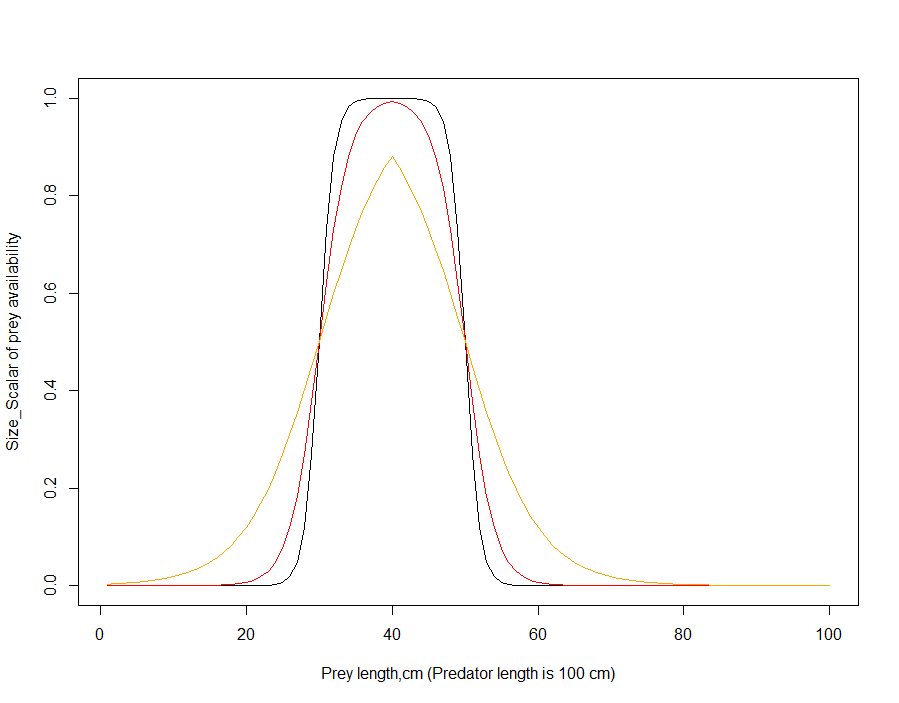 1.0
0.8
0.6
0.4
0.2
0.0
Size_Scalar of prey availability
0 20 40 60 80 100
Prey length,cm (Predator length is 100 cm)